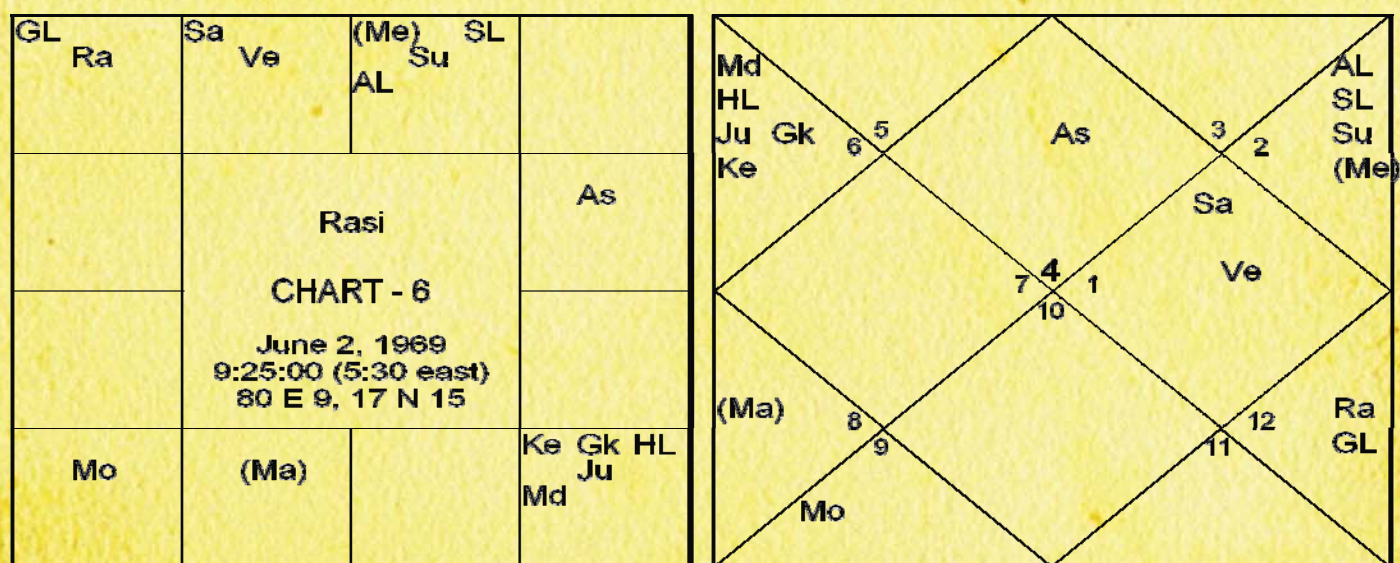 GL
Ra
Sa
Ve
(Me) SL
Su
AL
As
Rasi
CHART - 6
June 2, 1969
9:25:00 (5:30 east)
80 E 9, 17 N 15
Mo
(Ma)
Ke Gk HL
Ju
Md
Md
HL
Ju Gk
Ke
5
6
As
3
2
AL
SL
Su
(Me)
Sa
Ve
7
4
1
10
(Ma)
8
9
Mo
12
11
Ra
GL